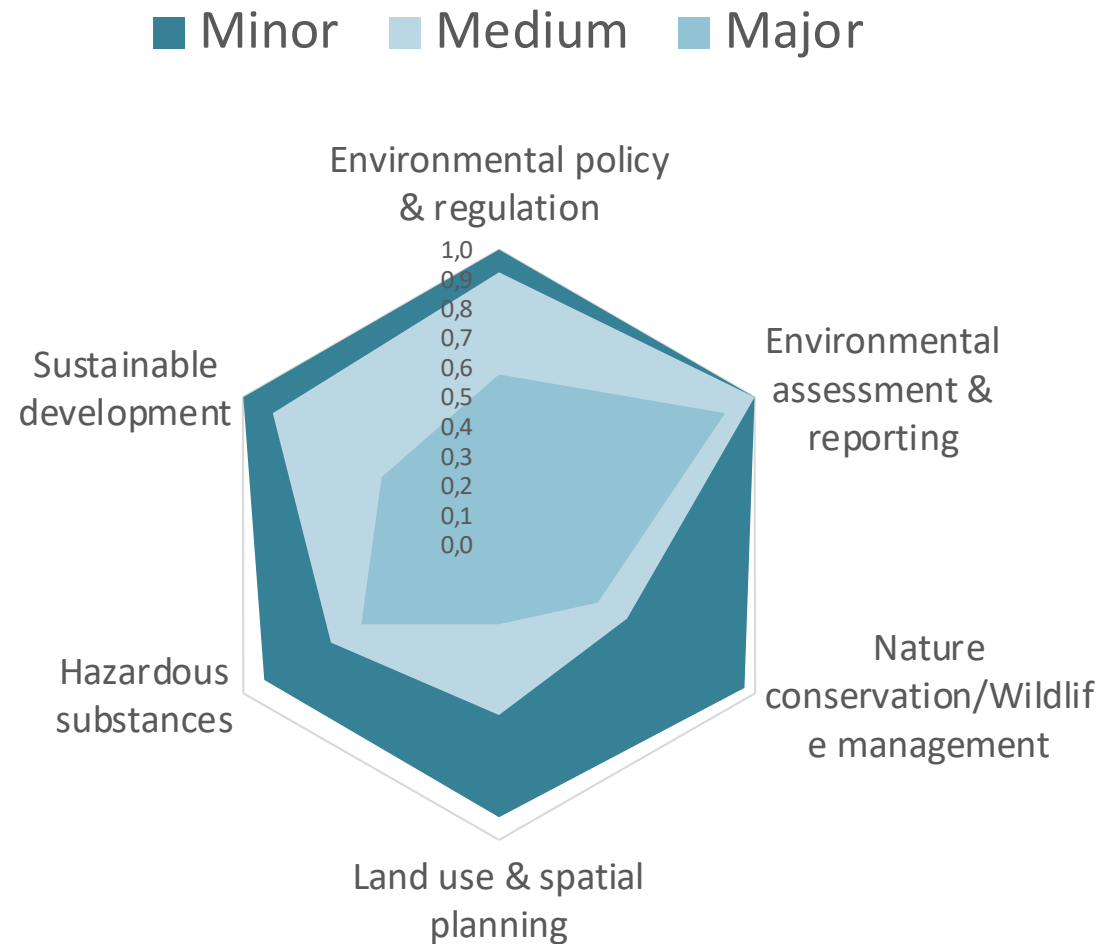 Minor Medium Major
Environmental policy
& regulation
1,0
0,9
0,8
0,7
0,6
0,5
0,4
0,3
0,2
0,1
0,0
Environmental
assessment &
reporting
Nature
conservation/Wildlif
e management
Land use & spatial
planning
Hazardous
substances
Sustainable
development